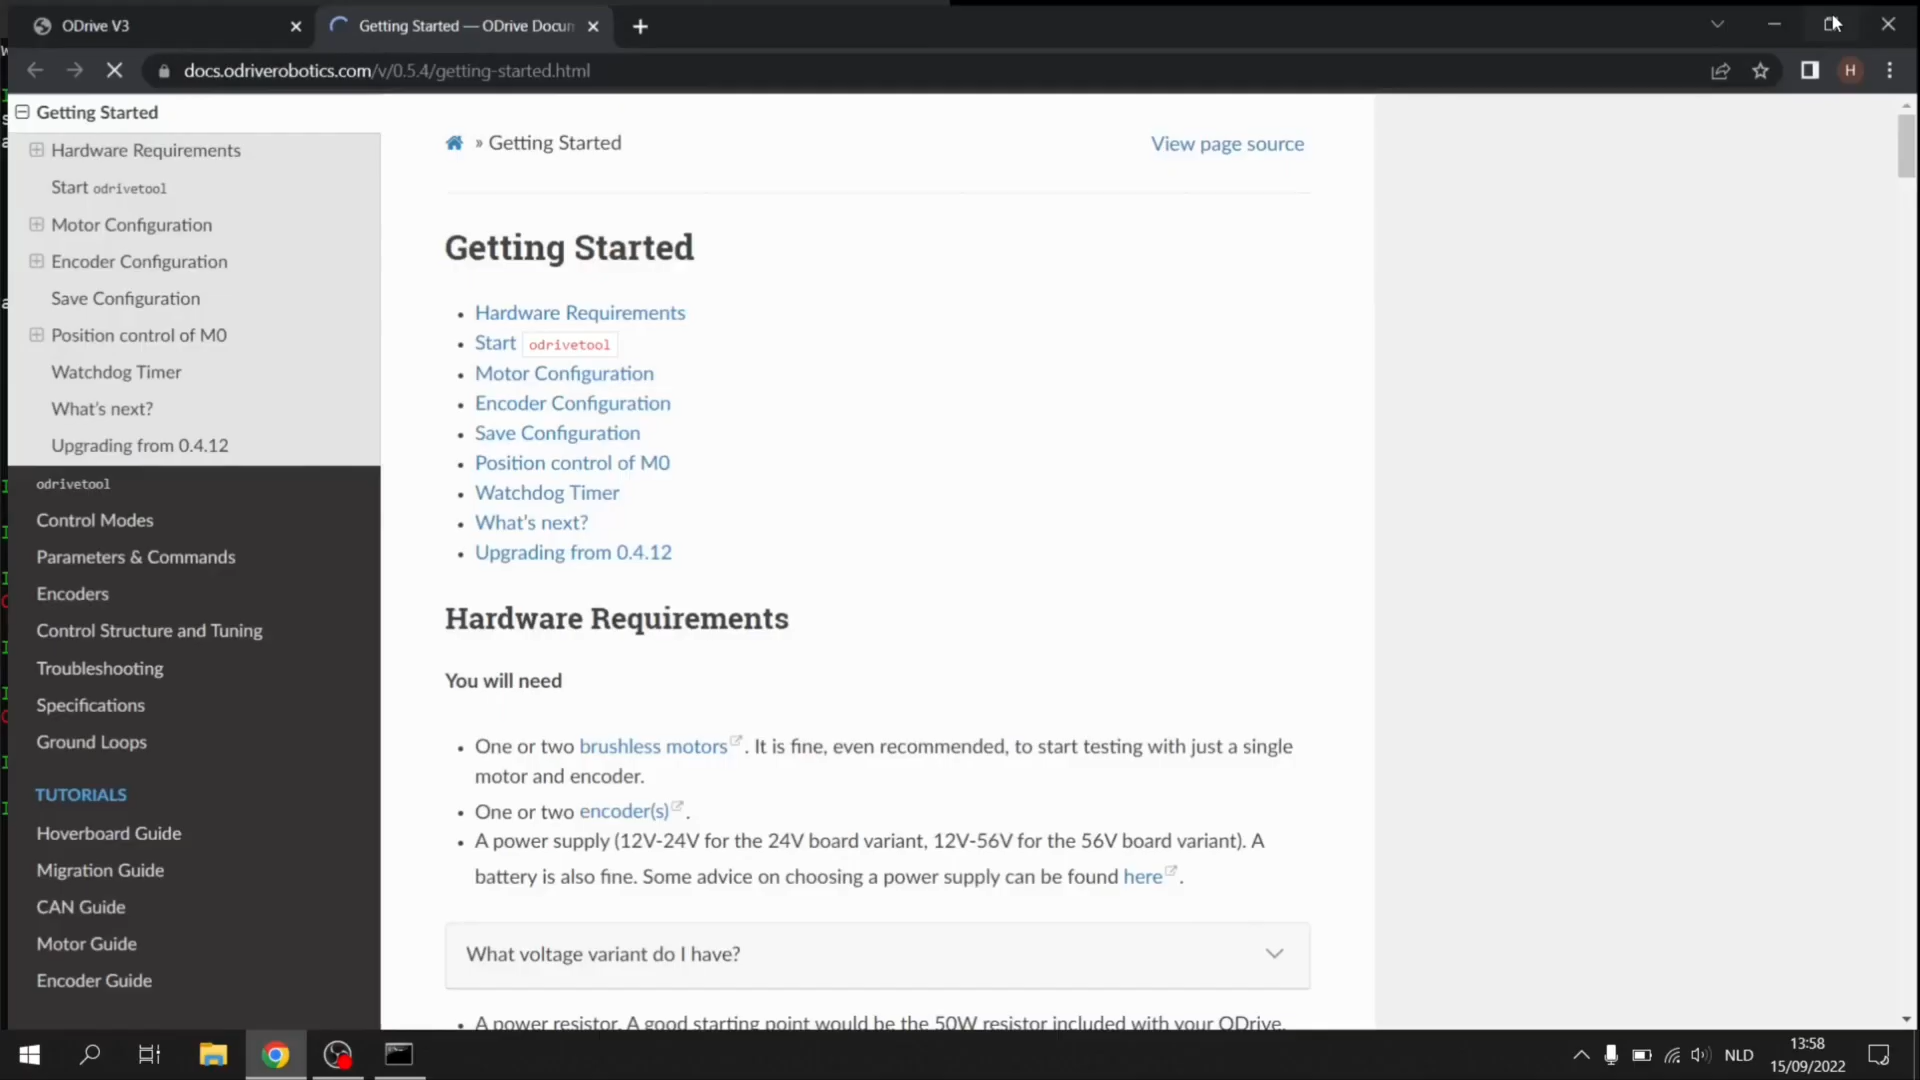 ODrive V3
Getting Started — ODrive Docum
docs.odriverobotics.com/v/0.5.4/getting-started.html
H
Getting Started
Hardware Requirements
Start odrivetool
Motor Configuration
Encoder Configuration
Save Configuration
Position control of M0
Watchdog Timer
What's next?
Upgrading from 0.4.12
odrivetool
Control Modes
Parameters & Commands
Encoders
Control Structure and Tuning
Troubleshooting
Specifications
Ground Loops
TUTORIALS
Hoverboard Guide
Migration Guide
CAN Guide
Motor Guide
Encoder Guide
» Getting Started
View page source
Getting Started
• Hardware Requirements
• Start odrivetool
• Motor Configuration
• Encoder Configuration
• Save Configuration
• Position control of M0
• Watchdog Timer
• What's next?
• Upgrading from 0.4.12
Hardware Requirements
You will need
• One or two brushless motors. It is fine, even recommended, to start testing with just a single
motor and encoder.
• One or two encoder(s).
• A power supply (12V-24V for the 24V board variant, 12V-56V for the 56V board variant). A
battery is also fine. Some advice on choosing a power supply can be found here.
What voltage variant do I have?
• A power resistor. A good starting point would be the 50W resistor included with your ODrive.
NLD
13:58
15/09/2022